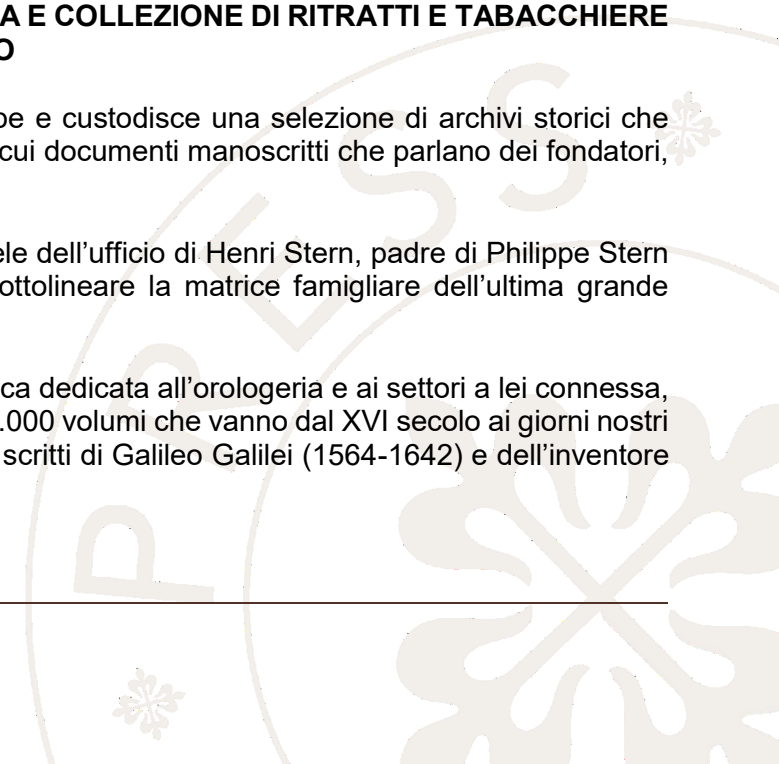 A E COLLEZIONE DI RITRATTI E TABACCHIERE
O
e custodisce una selezione di archivi storici che
cui documenti manoscritti che parlano dei fondatori,
dell’ufficio di Henri Stern, padre di Philippe Stern
ottolineare la matrice famigliare dell’ultima grande
ca dedicata all’orologeria e ai settori a lei connessa,
.000 volumi che vanno dal XVI secolo ai giorni nostri
scritti di Galileo Galilei (1564-1642) e dell’inventore
PRESS